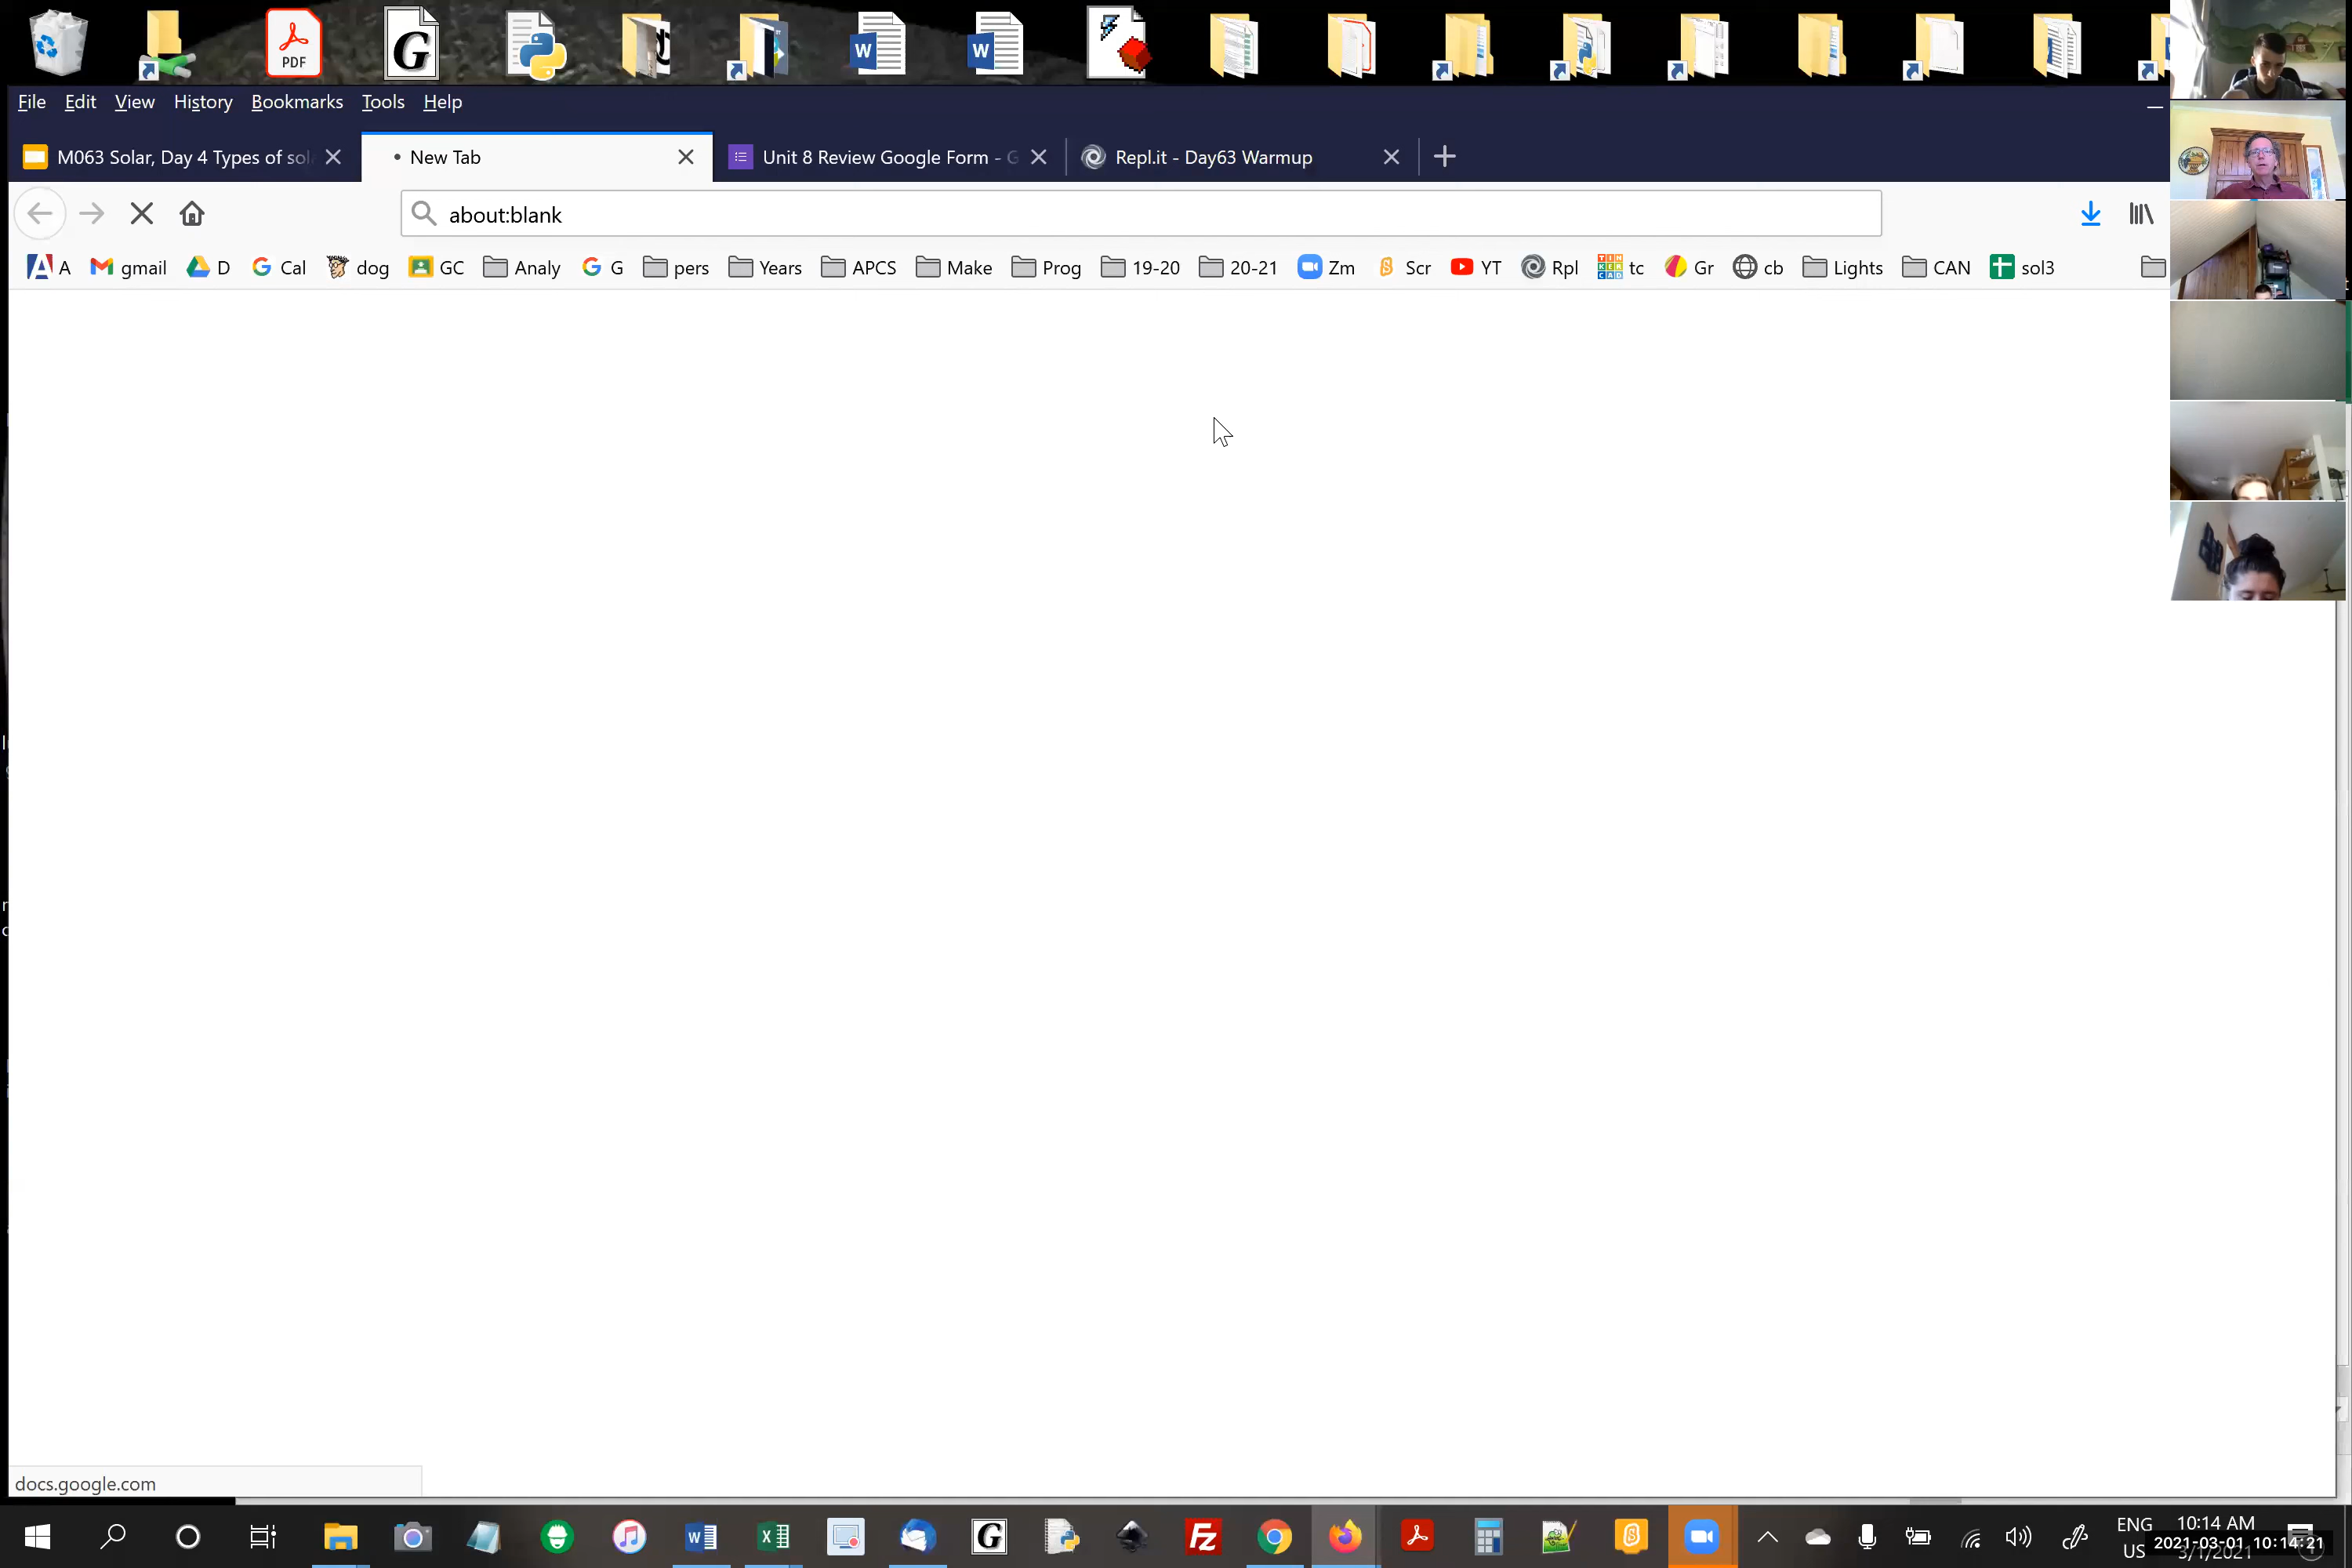 PDF
G
W
W
File Edit View History Bookmarks Tools Help
M063 Solar, Day 4 Types of sol
• New Tab
Unit 8 Review Google Form - G
Repl.it - Day63 Warmup
about:blank
A gmail D Cal dog GC Analy G pers Years APCS Make Prog 19-20 20-21 Zm Scr YT Rpl tc Gr cb Lights CAN sol3
docs.google.com
ENG
US
10:14 AM
3/1/2021
2021-03-01 10:14:21